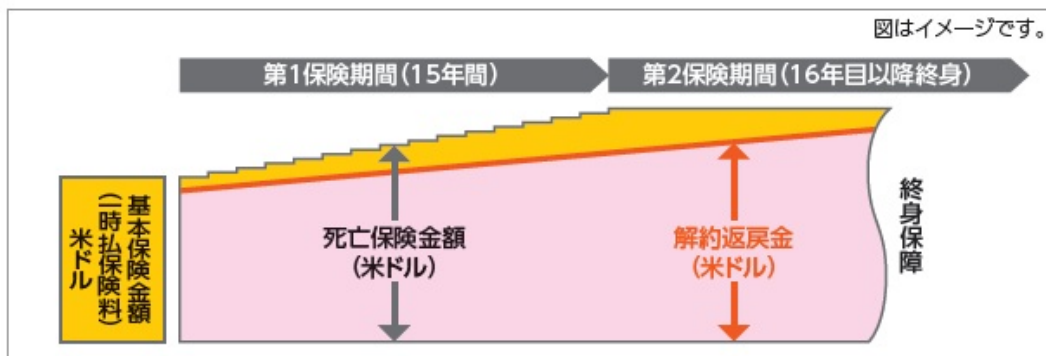 図はイメージです。
第1保険期間(15年間)
第2保険期間(16年目以降終身)
基本保険金額
(一時払保険料)
米ドル
死亡保険金額
(米ドル)
解約返戻金
(米ドル)
終身保障